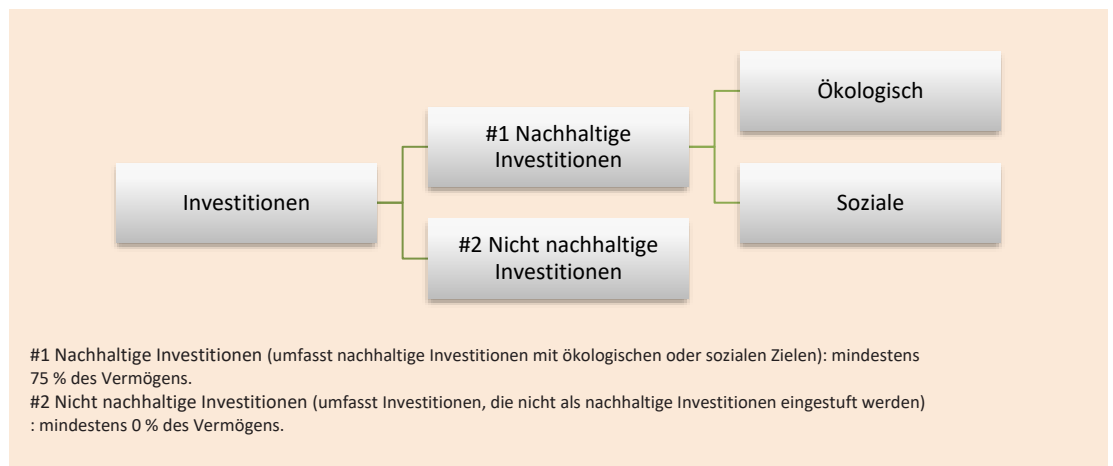 Ökologisch
#1 Nachhaltige
Investitionen
Investitionen
Soziale
#2 Nicht nachhaltige
Investitionen
#1 Nachhaltige Investitionen (umfasst nachhaltige Investitionen mit ökologischen oder sozialen Zielen): mindestens
75 % des Vermögens.
#2 Nicht nachhaltige Investitionen (umfasst Investitionen, die nicht als nachhaltige Investitionen eingestuft werden)
: mindestens 0 % des Vermögens.